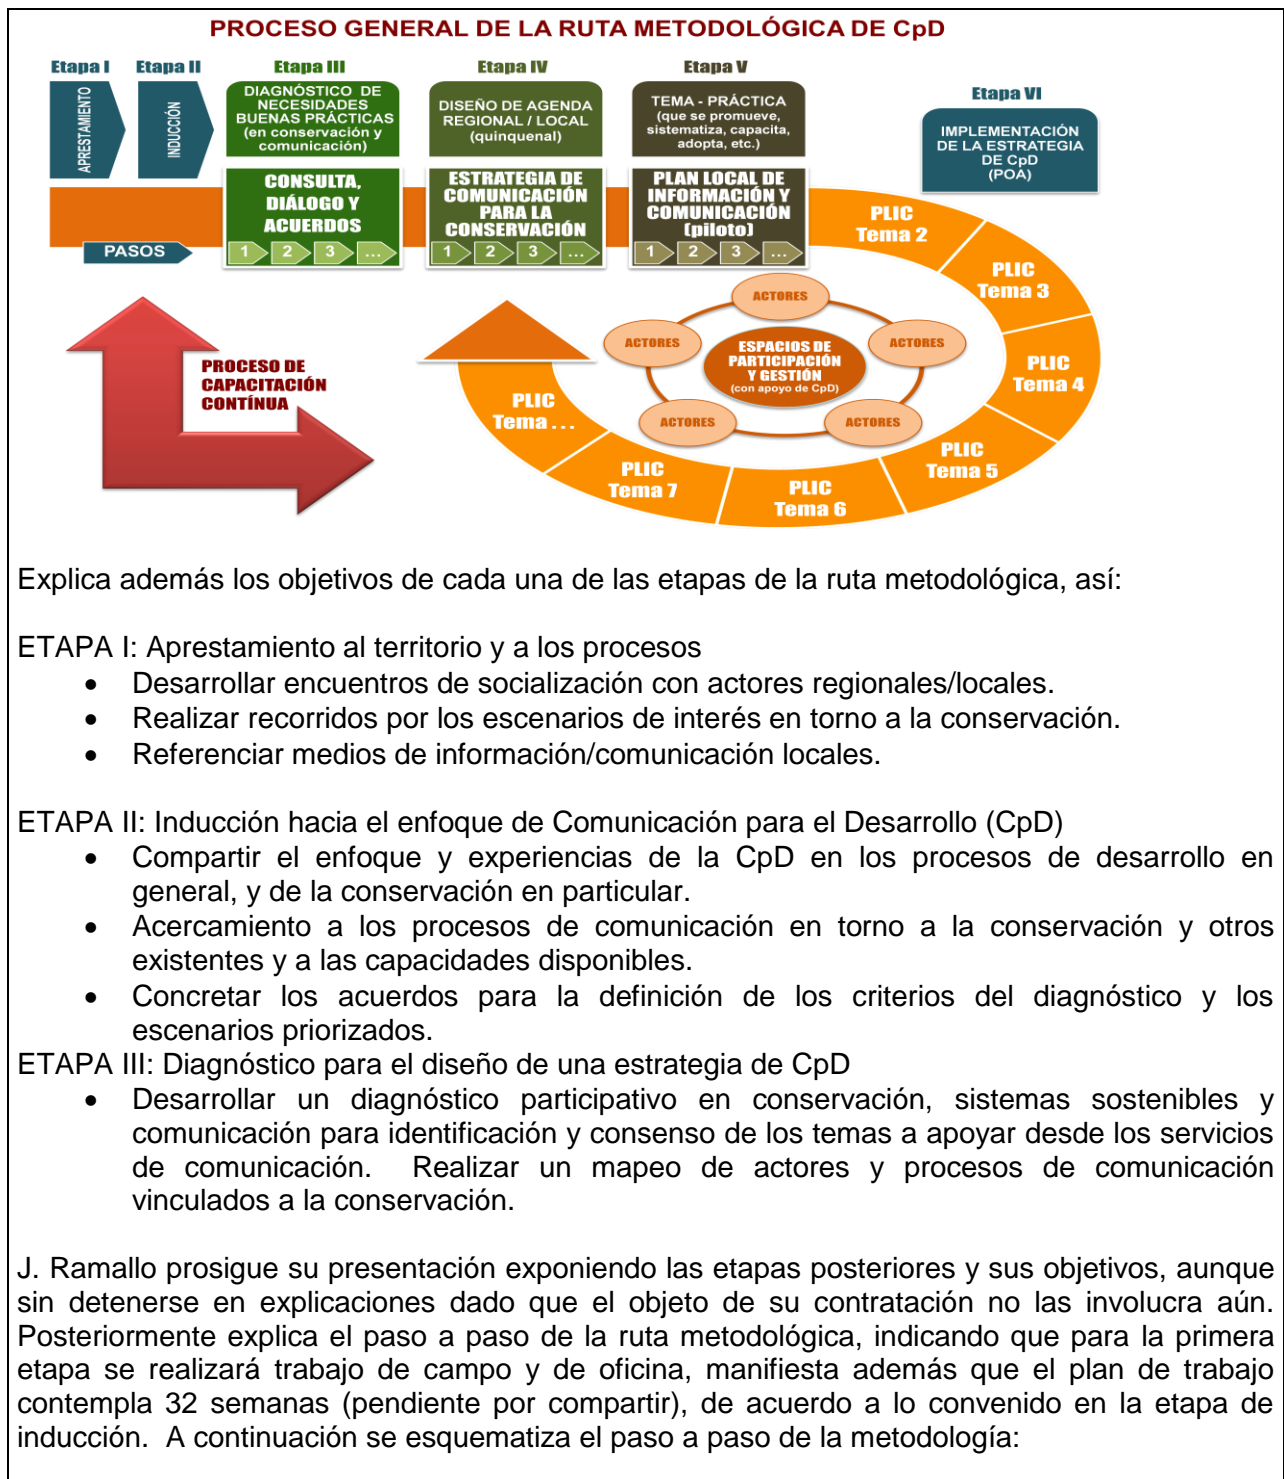 PROCESO GENERAL DE LA RUTA METODOLÓGICA DE CpD
Etapa I
Etapa II
Etapa III
Etapa IV
Etapa V
Etapa VI
APRESTAMIENTO
INDUCCIÓN
DIAGNÓSTICO DE
NECESIDADES
BUENAS PRÁCTICAS
(en conservación y
comunicación)
DISEÑO DE AGENDA
REGIONAL / LOCAL
(quinquenal)
TEMA - PRÁCTICA
(que se promueve,
sistematiza, capacita,
adopta, etc.)
IMPLEMENTACIÓN
DE LA ESTRATEGIA
DE CpD
(POA)
CONSULTA,
DIÁLOGO Y
ACUERDOS
1 2 3 ...
ESTRATEGIA DE
COMUNICACIÓN
PARA LA
CONSERVACIÓN
1 2 3 ...
PLAN LOCAL DE
INFORMACIÓN Y
COMUNICACIÓN
(piloto)
1 2 3 ...
PASOS
PLIC
Tema 2
PLIC
Tema 3
PLIC
Tema 4
PLIC
Tema 5
PLIC
Tema 6
PLIC
Tema 7
PLIC
Tema ...
ACTORES
ACTORES
ACTORES
ACTORES
ACTORES
ESPACIOS DE
PARTICIPACIÓN
Y GESTIÓN
(con apoyo de CpD)
PROCESO DE
CAPACITACIÓN
CONTÍNUA
Explica además los objetivos de cada una de las etapas de la ruta metodológica, así:
ETAPA I: Aprestamiento al territorio y a los procesos
• Desarrollar encuentros de socialización con actores regionales/locales.
• Realizar recorridos por los escenarios de interés en torno a la conservación.
• Referenciar medios de información/comunicación locales.
ETAPA II: Inducción hacia el enfoque de Comunicación para el Desarrollo (CpD)
• Compartir el enfoque y experiencias de la CpD en los procesos de desarrollo en
general, y de la conservación en particular.
• Acercamiento a los procesos de comunicación en torno a la conservación y otros
existentes y a las capacidades disponibles.
• Concretar los acuerdos para la definición de los criterios del diagnóstico y los
escenarios priorizados.
ETAPA III: Diagnóstico para el diseño de una estrategia de CpD
• Desarrollar un diagnóstico participativo en conservación, sistemas sostenibles y
comunicación para identificación y consenso de los temas a apoyar desde los servicios
de comunicación. Realizar un mapeo de actores y procesos de comunicación
vinculados a la conservación.
J. Ramallo prosigue su presentación exponiendo las etapas posteriores y sus objetivos, aunque
sin detenerse en explicaciones dado que el objeto de su contratación no las involucra aún.
Posteriormente explica el paso a paso de la ruta metodológica, indicando que para la primera
etapa se realizará trabajo de campo y de oficina, manifiesta además que el plan de trabajo
contempla 32 semanas (pendiente por compartir), de acuerdo a lo convenido en la etapa de
inducción. A continuación se esquematiza el paso a paso de la metodología: